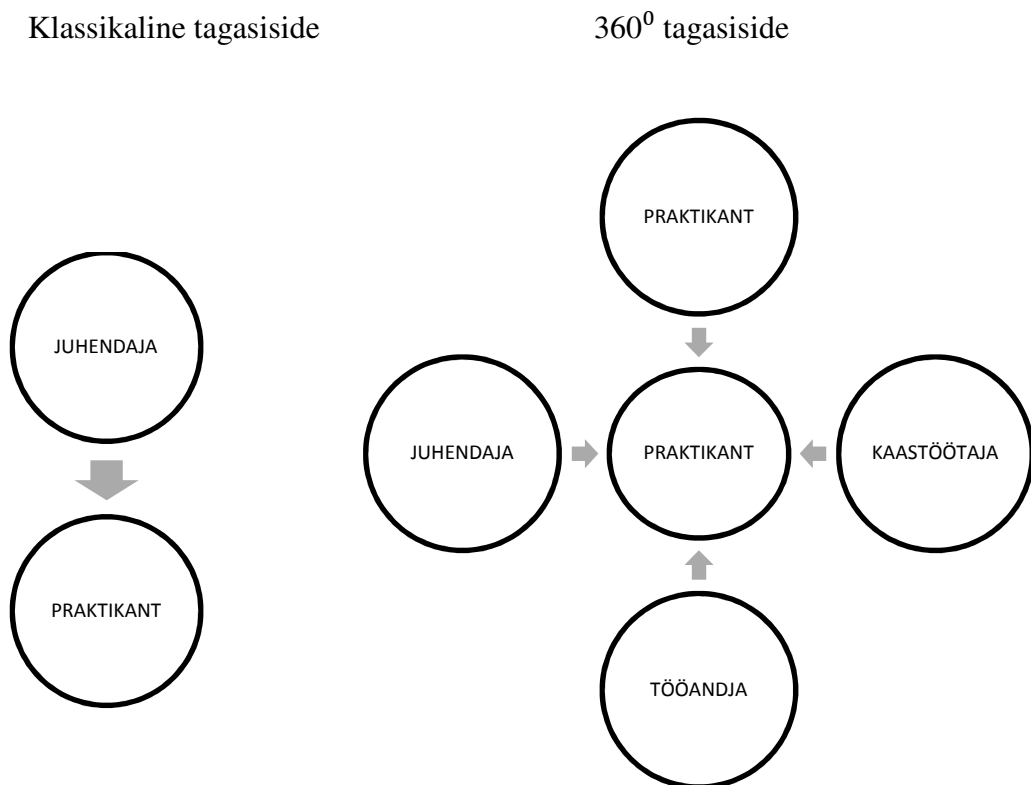 Klassikaline tagasiside
360⁰ tagasiside
JUHENDAJA
PRAKTIKANT
PRAKTIKANT
JUHENDAJA
PRAKTIKANT
KAASTÖÖTAJA
TÖÖANDJA